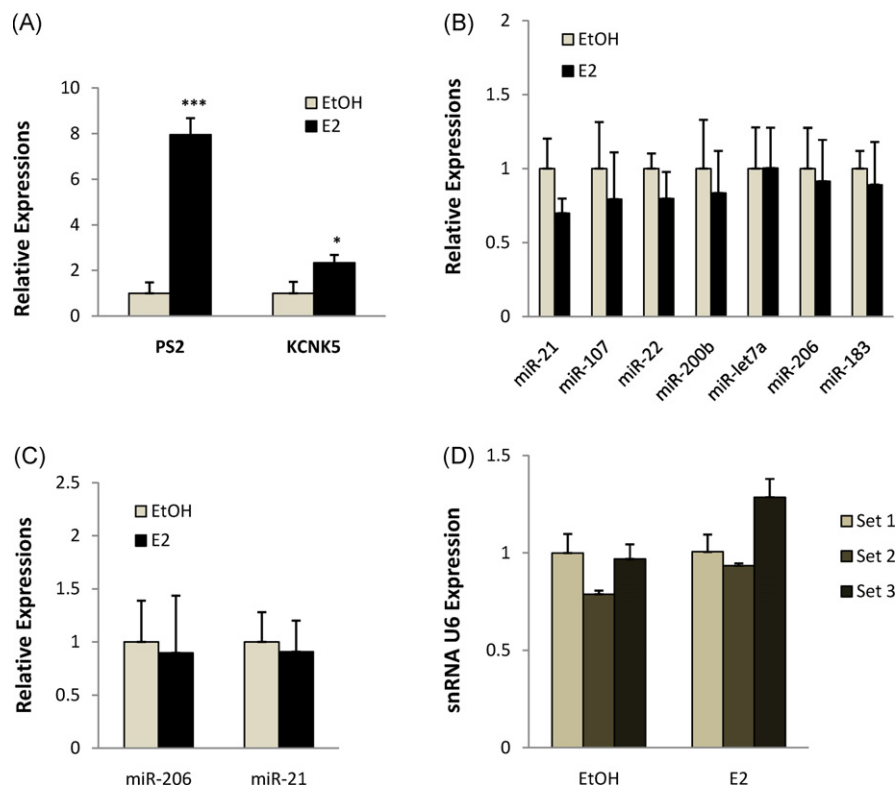 (A)
Relative Expressions
10
8
6
4
2
0
***
*
EtOH
E2
PS2
KCNK5
(B)
Relative Expressions
2
1.5
1
0.5
0
EtOH
E2
miR-21
miR-107
miR-22
miR-200b
miR-let7a
miR-206
miR-183
(C)
Relative Expressions
2.5
2
1.5
1
0.5
0
EtOH
E2
miR-206
miR-21
(D)
snRNA U6 Expression
1.5
1
0.5
0
EtOH
E2
Set 1
Set 2
Set 3